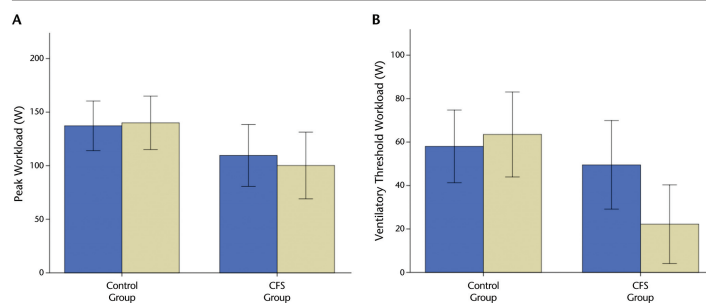 A
Peak Workload (W)
200
150
100
50
0
Control
Group
CFS
Group
B
Ventilatory Threshold Workload (W)
100
80
60
40
20
0
Control
Group
CFS
Group